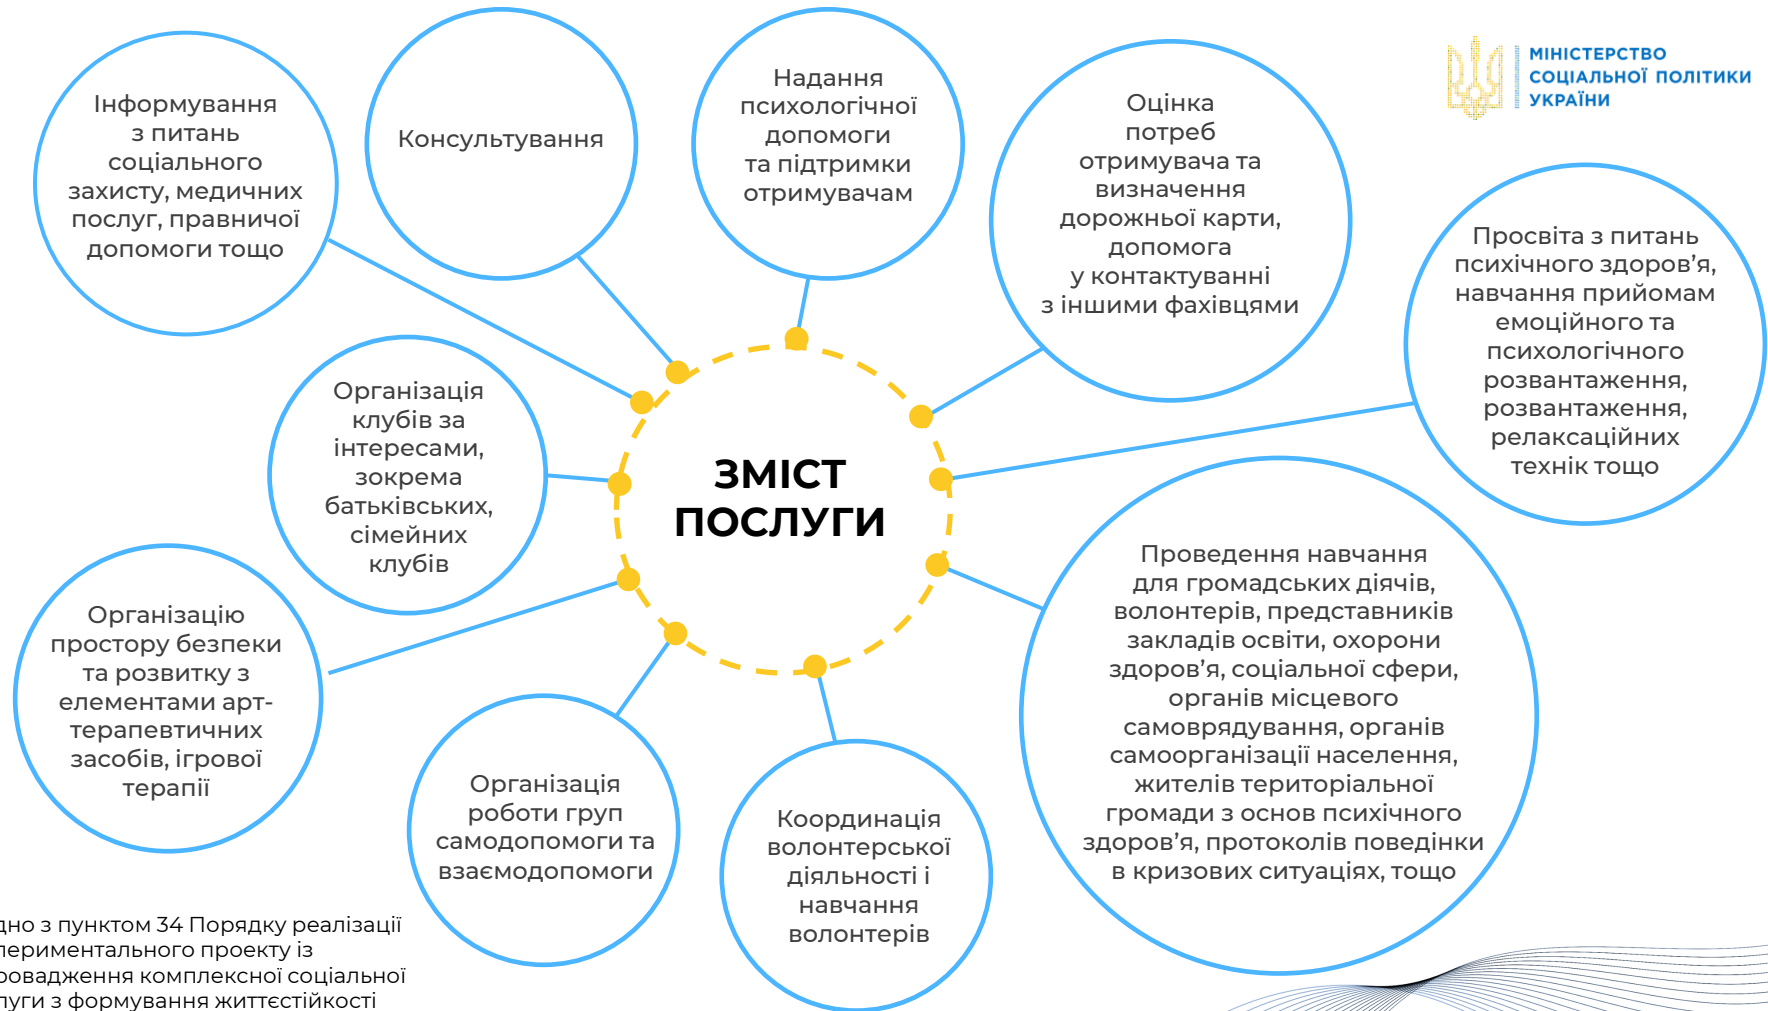 МІНІСТЕРСТВО
СОЦІАЛЬНОЇ ПОЛІТИКИ
УКРАЇНИ
Інформування
з питань
соціального
захисту, медичних
послуг, правничої
допомоги тощо
Консультування
Надання
психологічної
допомоги
та підтримки
отримувачам
Оцінка
потреб
отримувача та
визначення
дорожньої карти,
допомога
у контактуванні
з іншими фахівцями
Просвіта з питань
психічного здоров’я,
навчання прийомам
емоційного та
психологічного
розвантаження,
розвантаження,
релаксаційних
технік тощо
Організація
клубів за
інтересами,
зокрема
батьківських,
сімейних
клубів
ЗМІСТ
ПОСЛУГИ
Проведення навчання
для громадських діячів,
волонтерів, представників
закладів освіти, охорони
здоров’я, соціальної сфери,
органів місцевого
самоврядування, органів
самоорганізації населення,
жителів територіальної
громади з основ психічного
здоров’я, протоколів поведінки
в кризових ситуаціях, тощо
Організацію
простору безпеки
та розвитку з
елементами арт-
терапевтичних
засобів, ігрової
терапії
Організація
роботи груп
самодопомоги та
взаємодопомоги
Координація
волонтерської
діяльності і
навчання
волонтерів
з пунктом 34 Порядку реалізації
проекту із
комплексної соціальної
з формування життєстійкості